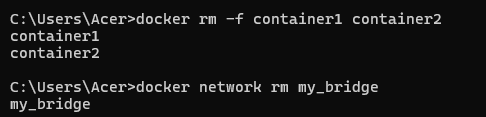 C:\Users\Acer>docker rm -f container1 container2
container1
container2
C:\Users\Acer>docker network rm my_bridge
my_bridge